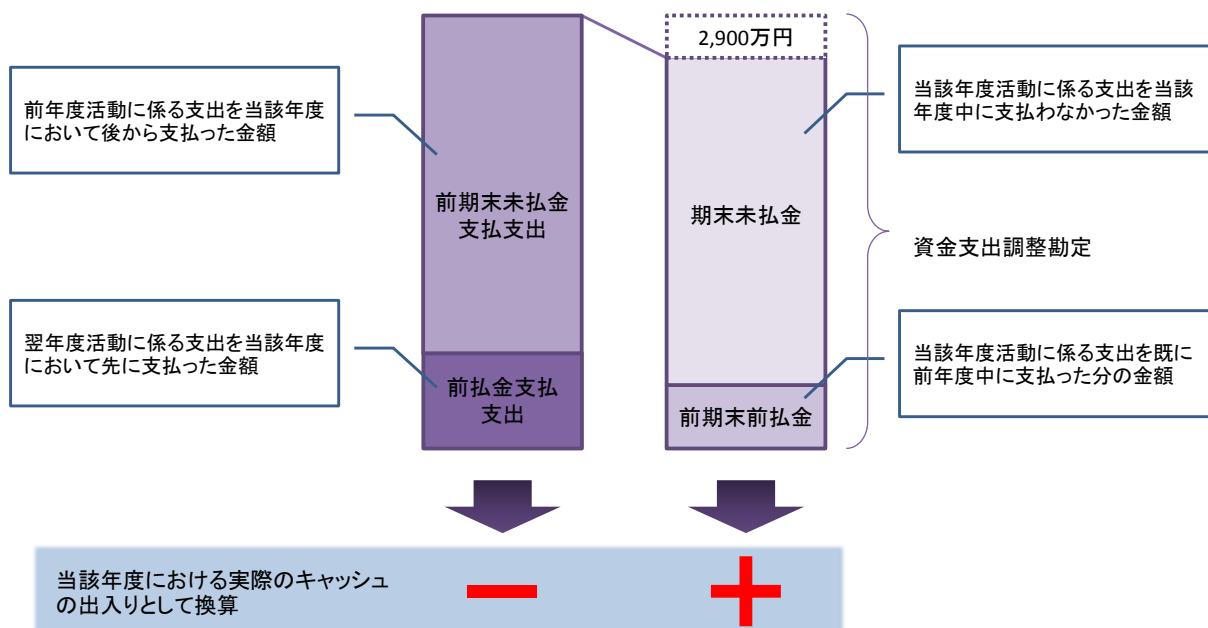 2,900万円
前年度活動に係る支出を当該年度
において後から支払った金額
当該年度活動に係る支出を当該
年度中に支払わなかった金額
前期末未払金
支払支出
期末未払金
資金支出調整勘定
翌年度活動に係る支出を当該年度
において先に支払った金額
当該年度活動に係る支出を既に
前年度中に支払った分の金額
前払金支払
支出
前期末前払金
当該年度における実際のキャッシュ
の出入りとして換算